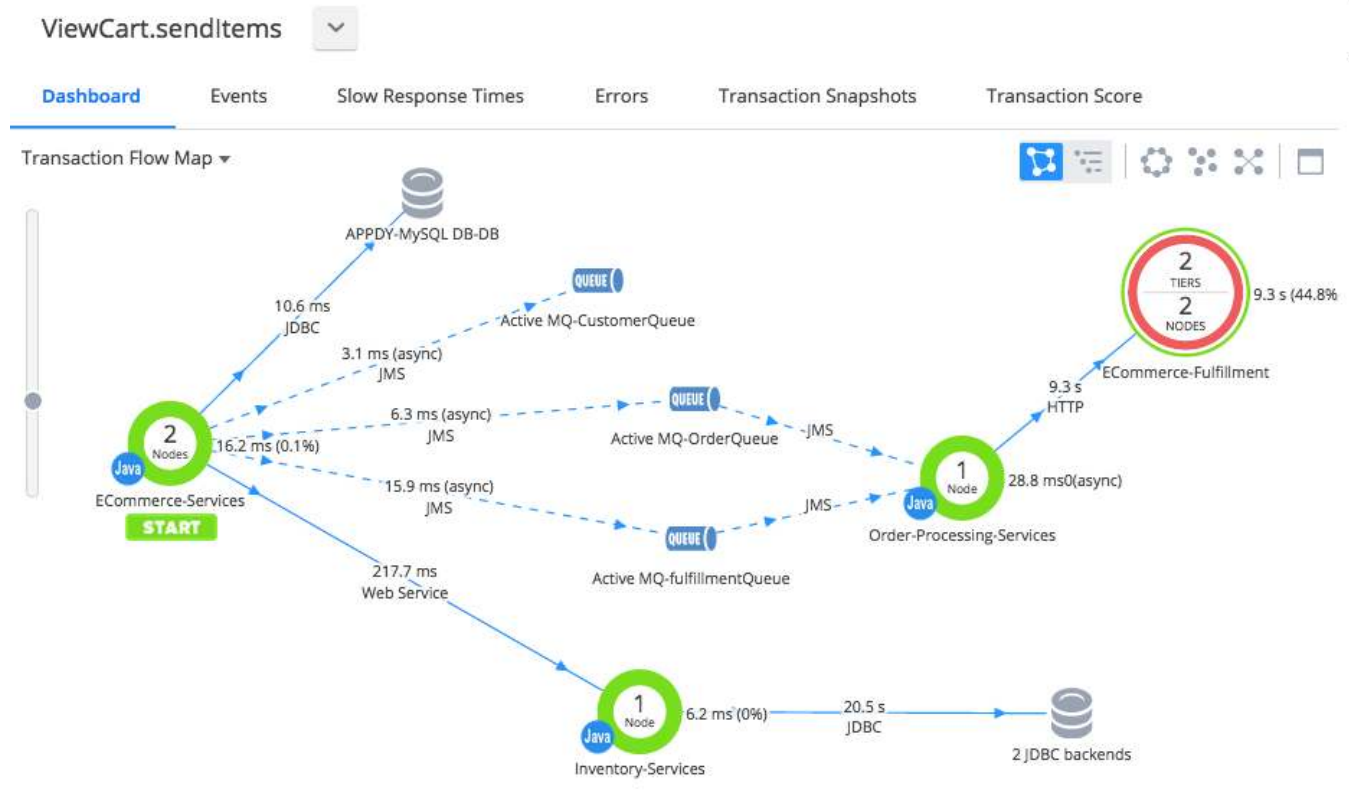 ViewCart.sendItems
Dashboard
Events
Slow Response Times
Errors
Transaction Snapshots
Transaction Score
Transaction Flow Map
APPDY-MySQL DB-DB
10.6 ms
JDBC
QUEUE
Active MQ-CustomerQueue
3.1 ms (async)
JMS
2
TIERS
2
NODES
9.3 s (44.8%
ECommerce-Fulfillment
9.3 s
HTTP
6.3 ms (async)
JMS
QUEUE
Active MQ-OrderQueue
JMS
2
Nodes
Java
16.2 ms (0.1%)
ECommerce-Services
START
15.9 ms (async)
JMS
QUEUE
Active MQ-fulfillmentQueue
JMS
1
Node
Java
28.8 ms0(async)
Order-Processing-Services
217.7 ms
Web Service
1
Node
Java
6.2 ms (0%)
Inventory-Services
20.5 s
JDBC
2 JDBC backends